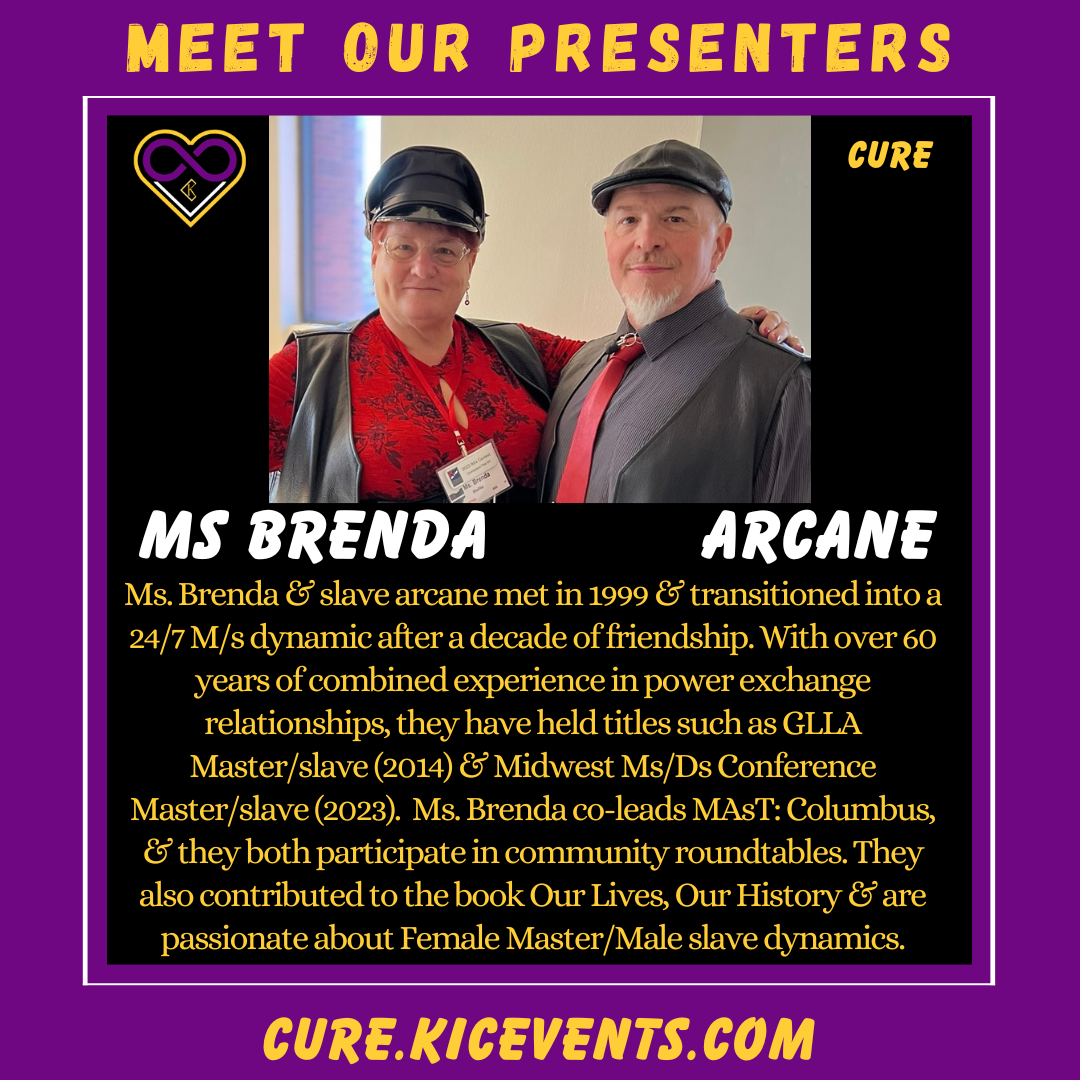 MEET OUR PRESENTERS
CURE
Ms. Brenda
MS BRENDA ARCANE
Ms. Brenda & slave arcane met in 1999 & transitioned into a
24/7 M/s dynamic after a decade of friendship. With over 60
years of combined experience in power exchange
relationships, they have held titles such as GLLA
Master/slave (2014) & Midwest Ms/Ds Conference
Master/slave (2023).  Ms. Brenda co-leads MAsT: Columbus,
& they both participate in community roundtables. They
also contributed to the book Our Lives, Our History & are
passionate about Female Master/Male slave dynamics.
CURE.KICEVENTS.COM